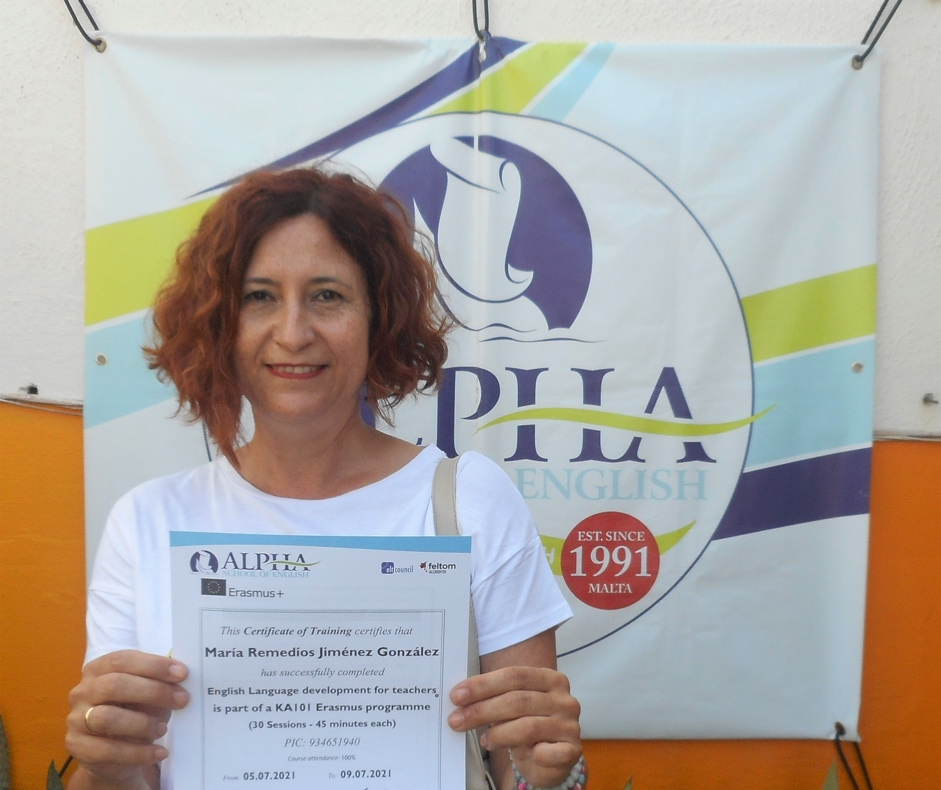 ALPHA
ENGLISH
EST. SINCE
1991
MALTA
ALPHA
SCHOOL OF ENGLISH
eli council
feltom
Erasmus+
This Certificate of Training certifies that
María Remedios Jiménez González
has successfully completed
English Language development for teachers
is part of a KA101 Erasmus programme
(30 Sessions - 45 minutes each)
PIC: 934651940
Course attendance: 100%
From: 05.07.2021 To: 09.07.2021